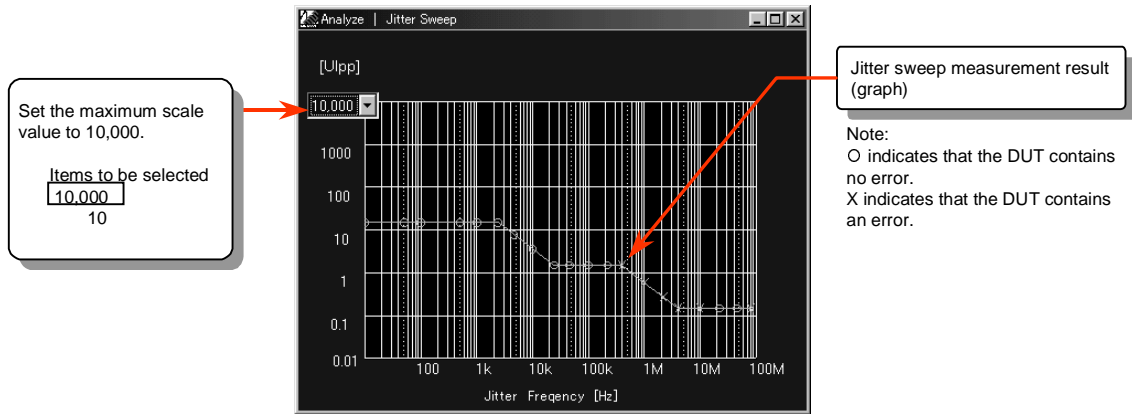 Analyze | Jitter Sweep
[UIpp]
10,000
1000
100
10
1
0.1
0.01
100 1k 10k 100k 1M 10M 100M
Jitter Freqency [Hz]
Set the maximum scale
value to 10,000.
Items to be selected
10,000
10
Jitter sweep measurement result
(graph)
Note:
O indicates that the DUT contains
no error.
X indicates that the DUT contains
an error.